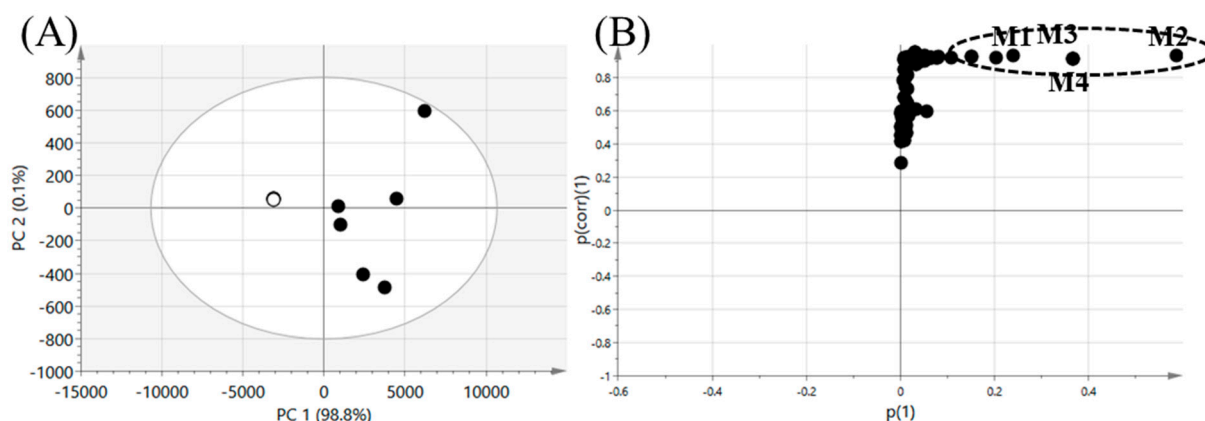 (A)
800
600
400
200
0
-200
-400
-600
-800
-1000
PC 2 (0.1%)
-15000 -10000 -5000 0 5000 10000
PC 1 (98.8%)
(B)
M1 M3 M2
M4
0.8
0.6
0.4
0.2
0
-0.2
-0.4
-0.6
-0.8
-1
p(corr)(1)
-0.6 -0.4 -0.2 0 0.2 0.4
p(1)